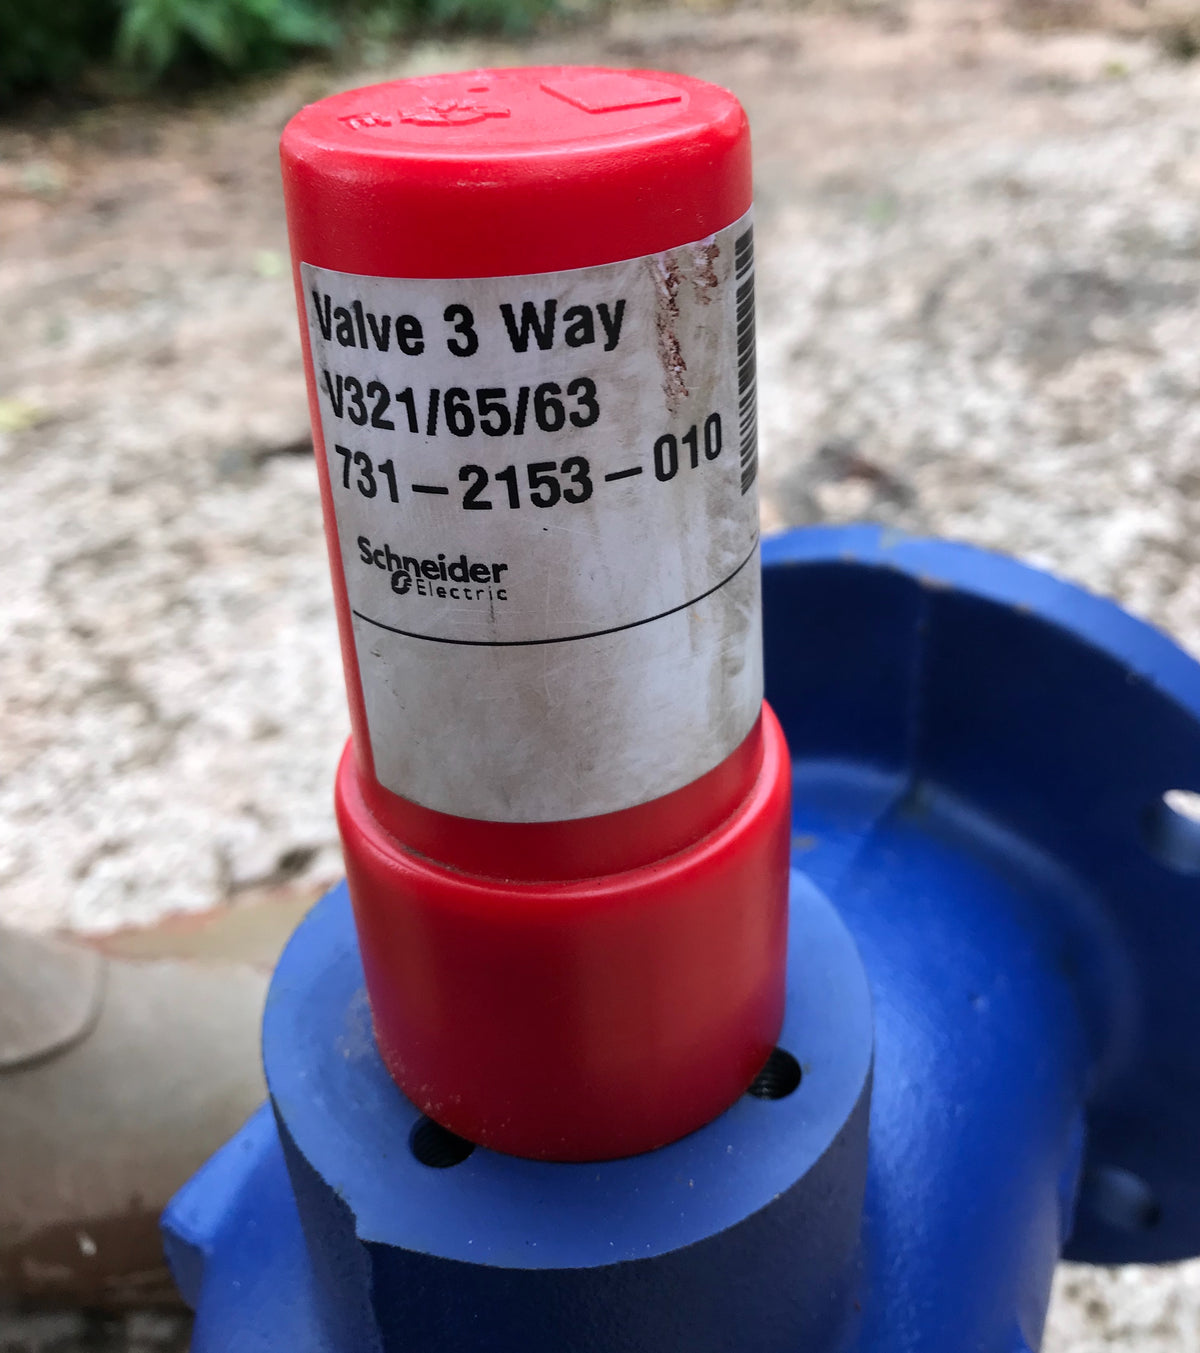 Valve 3 Way
V321/65/63
731-2153-010
Schneider
Electric